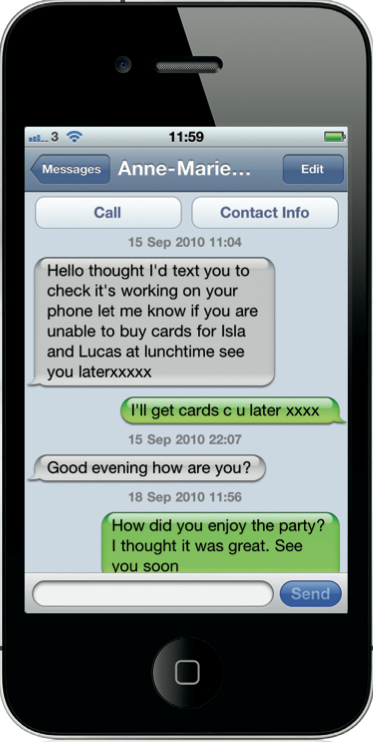 3 11:59
Messages Anne-Marie... Edit
Call Contact Info
15 Sep 2010 11:04
Hello thought I'd text you to
check it's working on your
phone let me know if you are
unable to buy cards for Isla
and Lucas at lunchtime see
you laterxxxxx
I'll get cards c u later xxxx
15 Sep 2010 22:07
Good evening how are you?
18 Sep 2010 11:56
How did you enjoy the party?
I thought it was great. See
you soon
Send